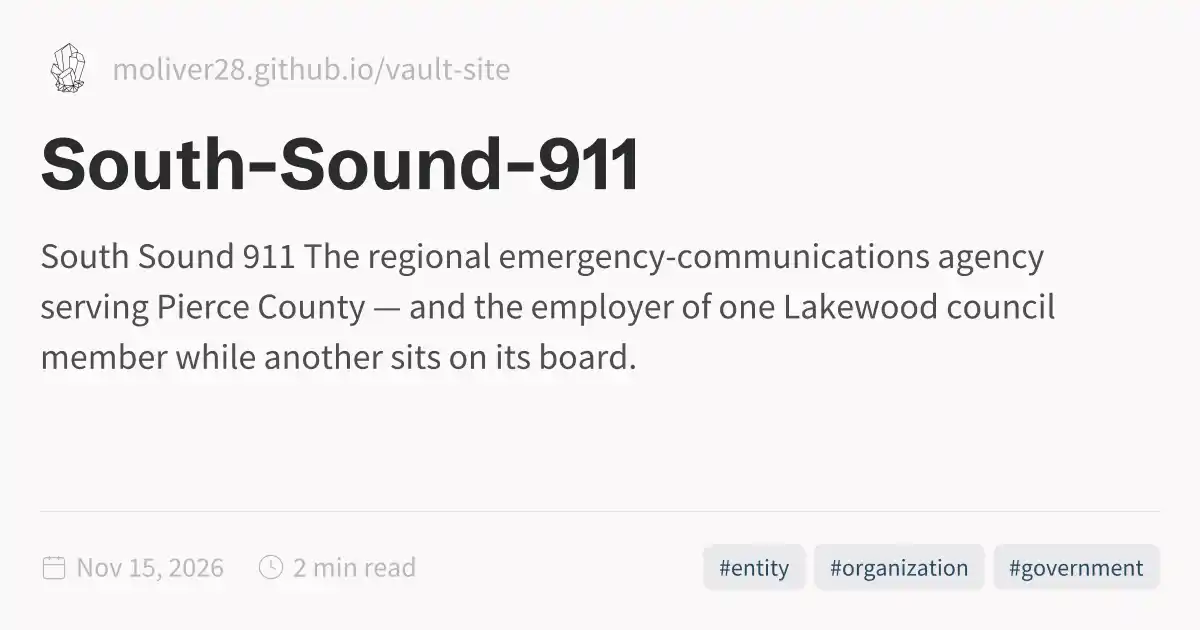 moliver28.github.io/vault-site
South-Sound-911
South Sound 911 The regional emergency-communications agency
serving Pierce County — and the employer of one Lakewood council
member while another sits on its board.
Nov 15, 2026 2 min read #entity #organization #government